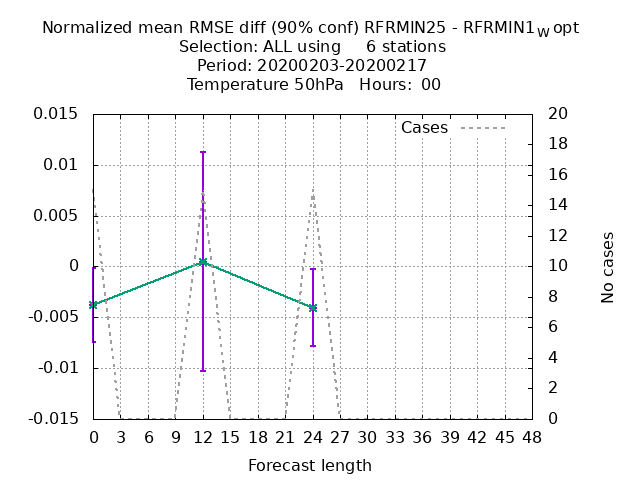 Normalized mean RMSE diff (90% conf) RFRMIN25 - RFRMIN1w opt
Selection: ALL using 6 stations
Period: 20200203-20200217
Temperature 50hPa Hours: 00
Cases
0.015
0.01
0.005
0
-0.005
-0.01
-0.015
20
18
16
14
12
10
8
6
4
2
0
No cases
0 3 6 9 12 15 18 21 24 27 30 33 36 39 42 45 48
Forecast length